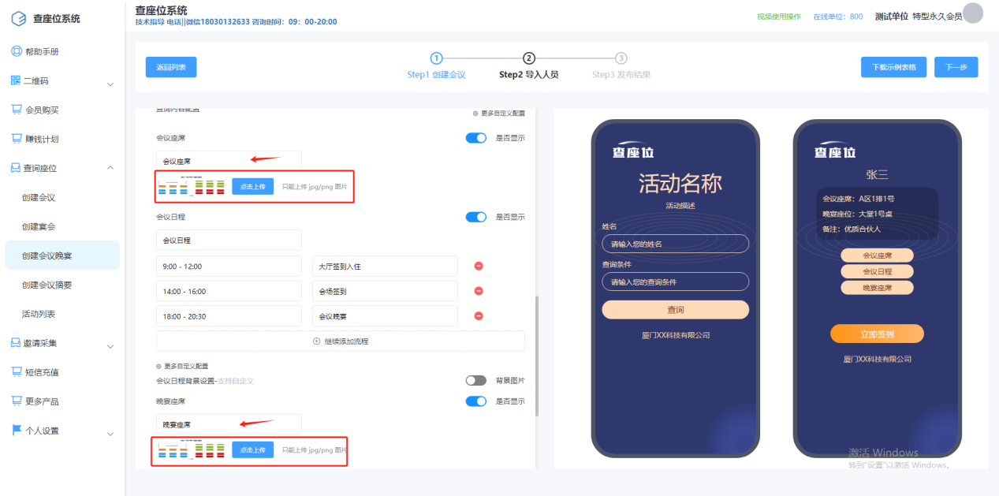 查座位系统
帮助手册
二维码
会员购买
赚钱计划
查询座位
创建会议
创建宴会
创建会议晚宴
创建会议摘要
活动列表
邀请采集
短信充值
更多产品
个人设置
查座位系统
技术指导 电话||微信18030132633 咨询时间：09：00-20:00
视频使用操作 在线单位：800 测试单位 特型永久会员
返回列表
1 2 3
Step1 创建会议 Step2 导入人员 Step3 发布结果
下载示例表格 下一步
查询内容配置
更多自定义配置
会议座席 是否显示
会议座席
点击上传 只能上传 jpg/png 图片
会议日程 是否显示
会议日程
9:00 - 12:00 大厅签到入住
14:00 - 16:00 会场签到
18:00 - 20:30 会议晚宴
继续添加流程
更多自定义配置
会议日程背景设置-支持自定义 背景图片
晚宴座席 是否显示
晚宴座席
点击上传 只能上传 jpg/png 图片
查座位
活动名称
活动描述
姓名
请输入您的姓名
查询条件
请输入您的查询条件
查询
厦门XX科技有限公司
查座位
张三
会议座席：A区1排1号
晚宴座位：大堂1号桌
备注：优质合伙人
会议座席
会议日程
晚宴座席
立即签到
厦门XX科技有限公司
激活 Windows
转到"设置"以激活 Windows。